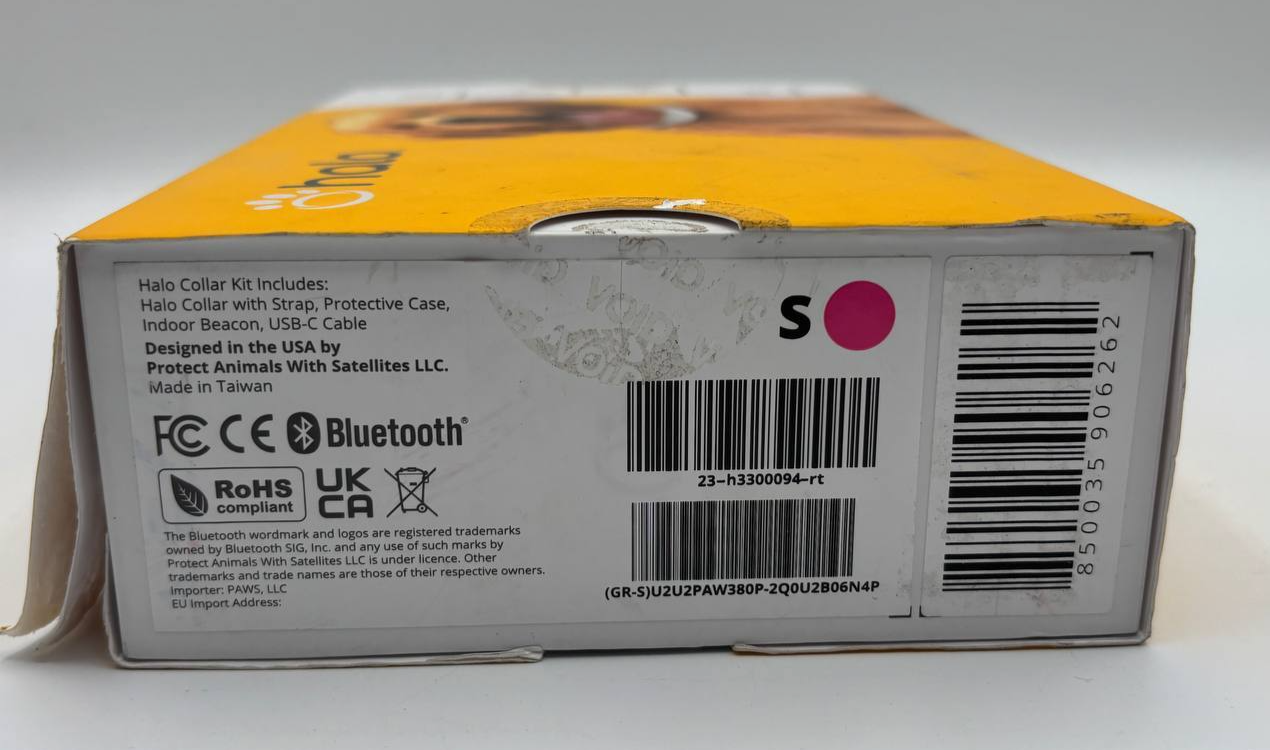 halo
VOID VOID
Halo Collar Kit Includes:
Halo Collar with Strap, Protective Case,
Indoor Beacon, USB-C Cable
Designed in the USA by
Protect Animals With Satellites LLC.
Made in Taiwan
FC CE Bluetooth®
RoHS
compliant
UK
CA
The Bluetooth wordmark and logos are registered trademarks
owned by Bluetooth SIG, Inc. and any use of such marks by
Protect Animals With Satellites LLC is under licence. Other
trademarks and trade names are those of their respective owners.
Importer: PAWS, LLC
EU Import Address:
S
23-h3300094-rt
(GR-S)U2U2PAW380P-2Q0U2B06N4P
850035 906262